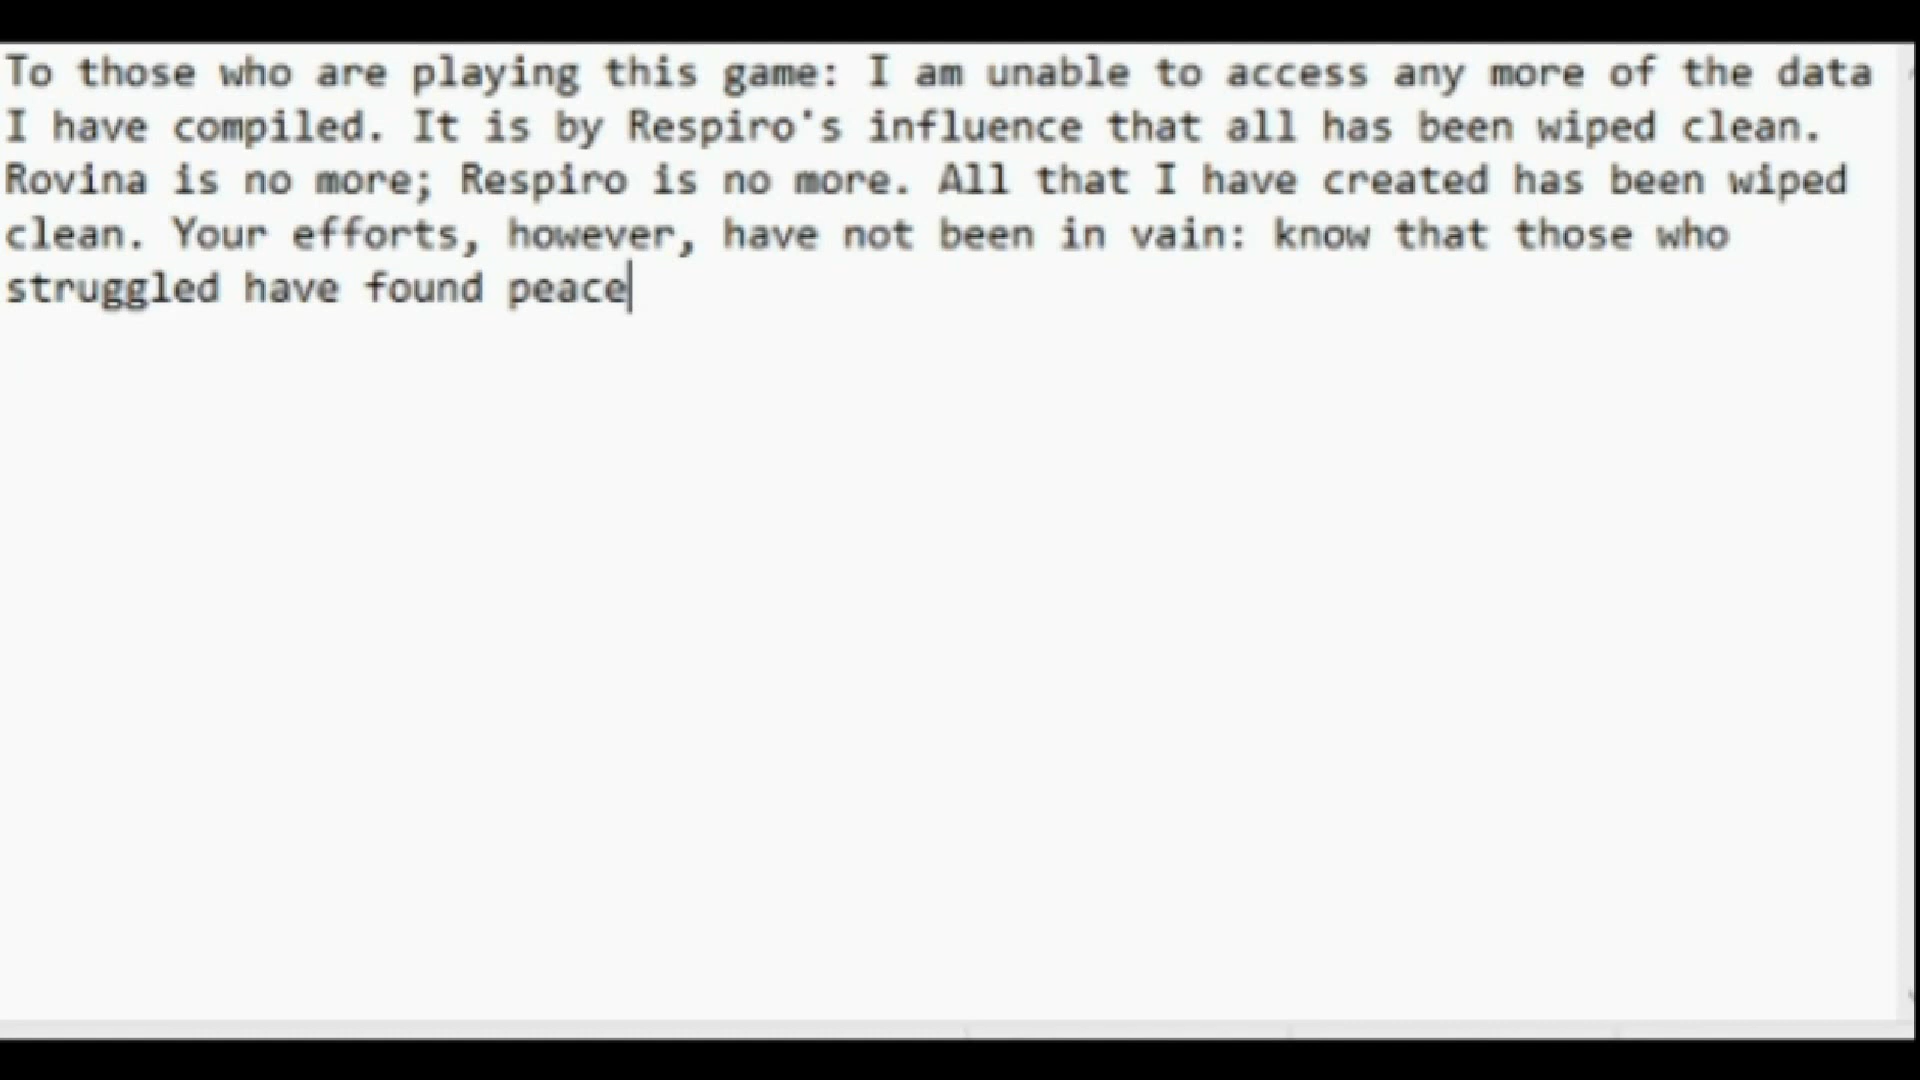 To those who are playing this game: I am unable to access any more of the data
I have compiled. It is by Respiro's influence that all has been wiped clean.
Rovina is no more; Respiro is no more. All that I have created has been wiped
clean. Your efforts, however, have not been in vain: know that those who
struggled have found peace